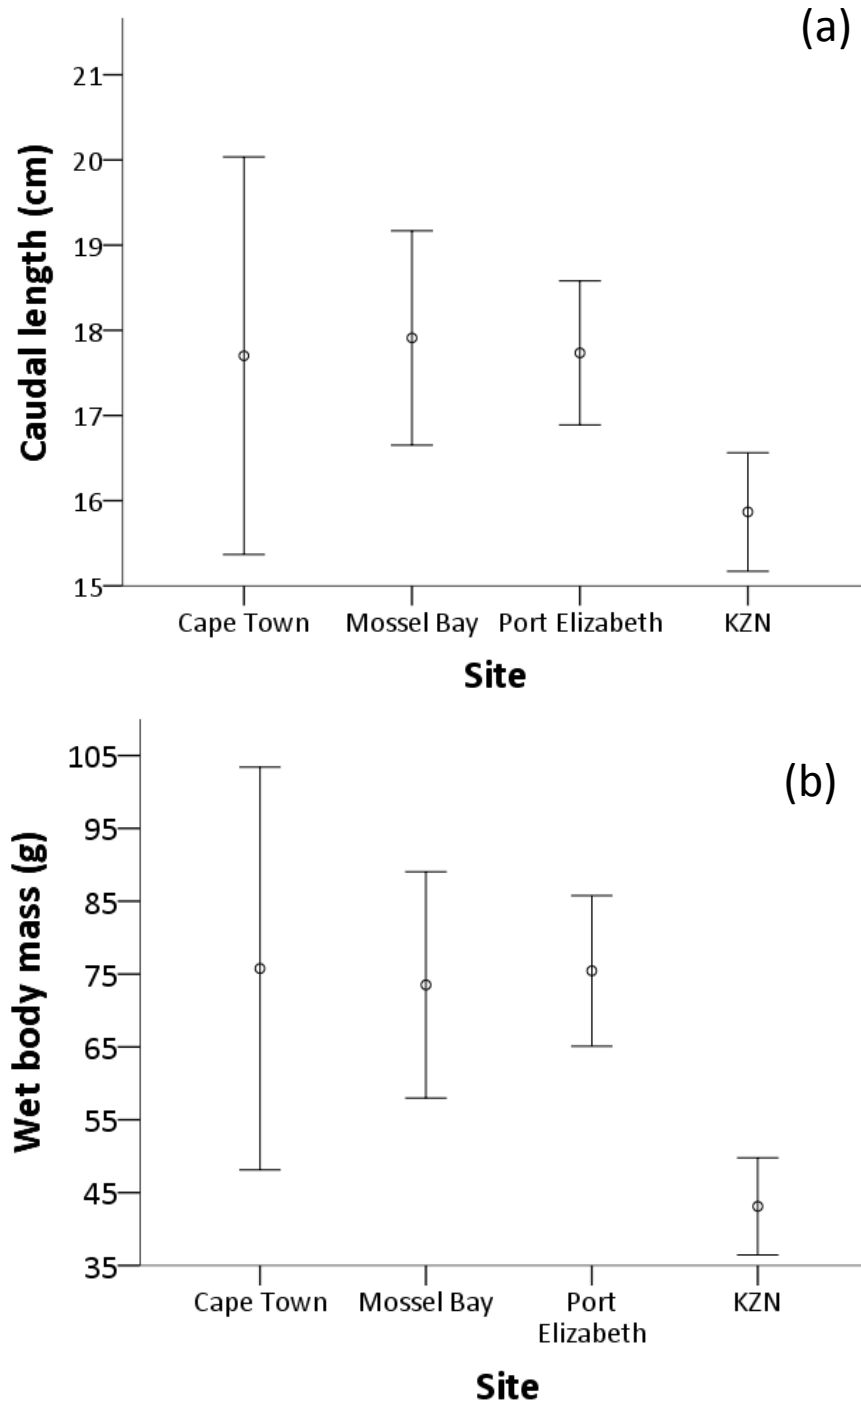 (a)
21
20
19
18
17
16
15
Caudal length (cm)
Cape Town Mossel Bay Port Elizabeth KZN
Site
(b)
105
95
85
75
65
55
45
35
Wet body mass (g)
Cape Town Mossel Bay Port Elizabeth KZN
Site